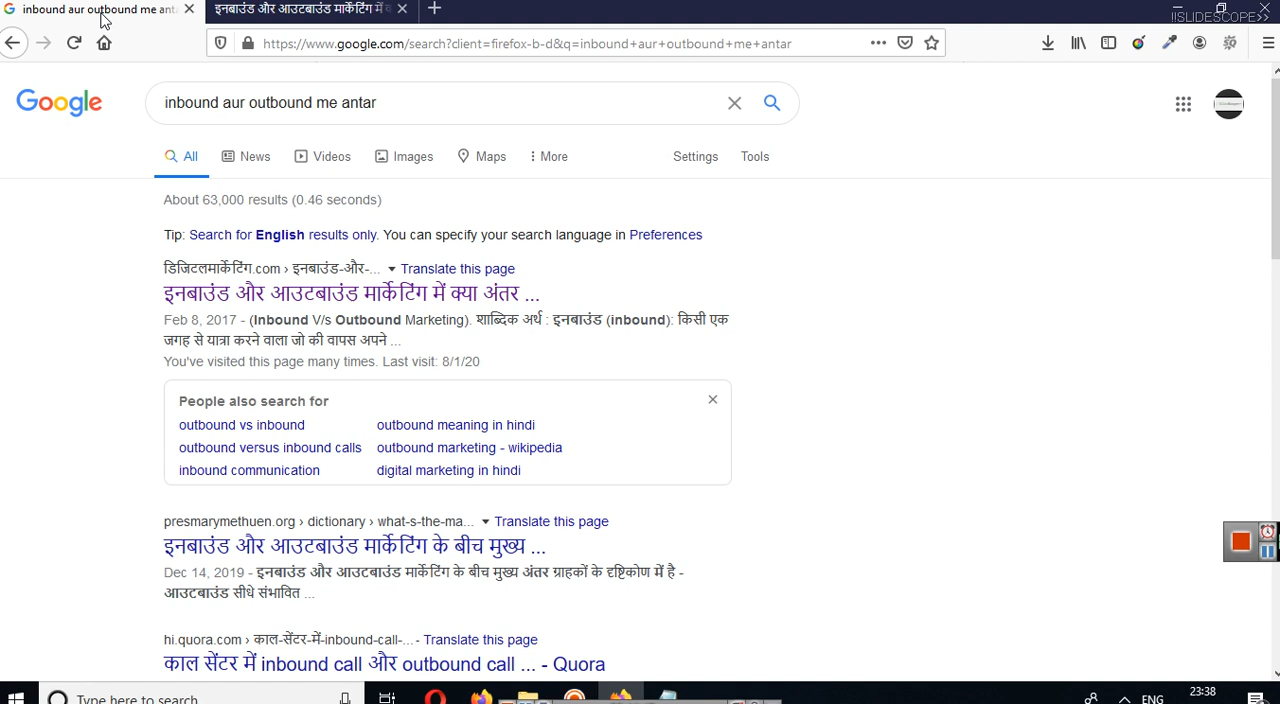 inbound aur outbound me anta
इनबाउंड और आउटबाउंड मार्केटिंग में
!!SLIDESCOPE>>
https://www.google.com/search?client=firefox-b-d&q=inbound+aur+outbound+me+antar
Google
inbound aur outbound me antar
All News Videos Images Maps More Settings Tools
About 63,000 results (0.46 seconds)
Tip: Search for English results only. You can specify your search language in Preferences
डिजिटलमार्केटिंग.com › इनबाउंड-और-... Translate this page
इनबाउंड और आउटबाउंड मार्केटिंग में क्या अंतर ...
Feb 8, 2017 - (Inbound V/s Outbound Marketing). शाब्दिक अर्थ : इनबाउंड (inbound): किसी एक
जगह से यात्रा करने वाला जो की वापस अपने ...
You've visited this page many times. Last visit: 8/1/20
People also search for
outbound vs inbound outbound meaning in hindi
outbound versus inbound calls outbound marketing - wikipedia
inbound communication digital marketing in hindi
presmarymethuen.org › dictionary › what-s-the-ma... Translate this page
इनबाउंड और आउटबाउंड मार्केटिंग के बीच मुख्य ...
Dec 14, 2019 - इनबाउंड और आउटबाउंड मार्केटिंग के बीच मुख्य अंतर ग्राहकों के दृष्टिकोण में है -
आउटबाउंड सीधे संभावित ...
hi.quora.com › काल-सेंटर-में-inbound-call-... - Translate this page
काल सेंटर में inbound call और outbound call ... - Quora
Type here to search
ENG
23:38